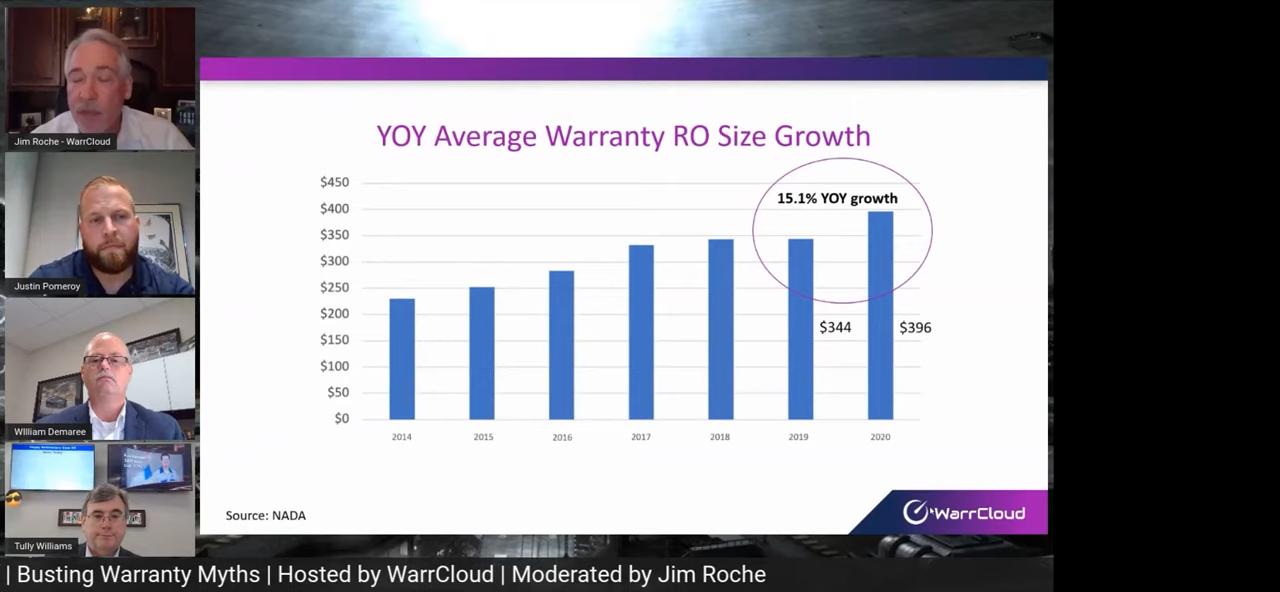 Jim Roche - WarrCloud
Justin Pomeroy
WIlliam Demaree
Tully Williams
YOY Average Warranty RO Size Growth
$450
$400
$350
$300
$250
$200
$150
$100
$50
$0
15.1% YOY growth
$344
$396
2014
2015
2016
2017
2018
2019
2020
Source: NADA
WarrCloud
| Busting Warranty Myths | Hosted by WarrCloud | Moderated by Jim Roche